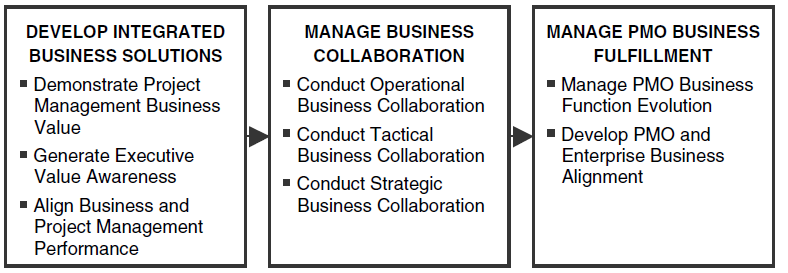 DEVELOP INTEGRATED
BUSINESS SOLUTIONS
▪ Demonstrate Project
Management Business
Value
▪ Generate Executive
Value Awareness
▪ Align Business and
Project Management
Performance
MANAGE BUSINESS
COLLABORATION
▪ Conduct Operational
Business Collaboration
▪ Conduct Tactical
Business Collaboration
▪ Conduct Strategic
Business Collaboration
MANAGE PMO BUSINESS
FULFILLMENT
▪ Manage PMO Business
Function Evolution
▪ Develop PMO and
Enterprise Business
Alignment